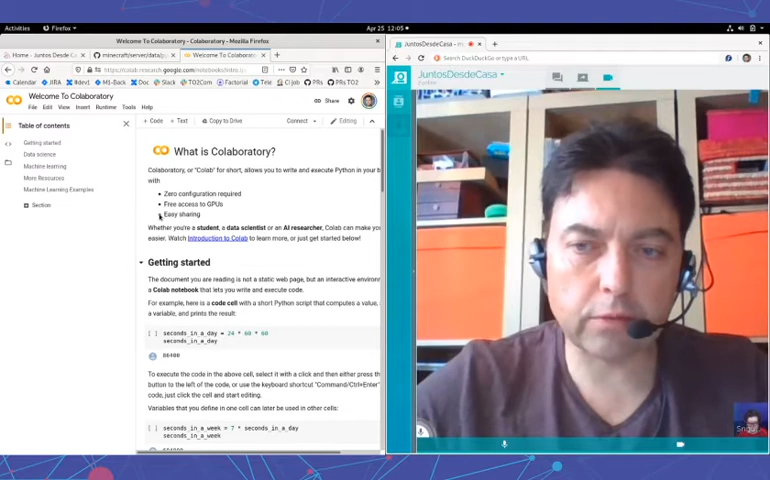 Activities
Firefox
Apr 25 12:05
Welcome To Colaboratory - Colaboratory - Mozilla Firefox
Home - Juntos Desde C
minecraft/server/data/p
Welcome To Colaborato
https://colab.research.google.com/notebooks/intro.
Calendar
JIRA
Slack
TO2Com
Factorial
Tele
CI job
PRs
PRs TO2
Welcome To Colaboratory
File Edit View Insert Runtime Tools Help
Share
Table of contents
Getting started
Data science
Machine learning
More Resources
Machine Learning Examples
Section
+ Code + Text Copy to Drive Connect Editing
What is Colaboratory?
Colaboratory, or "Colab" for short, allows you to write and execute Python in your b
with
• Zero configuration required
• Free access to GPUs
Easy sharing
Whether you're a student, a data scientist or an AI researcher, Colab can make you
easier. Watch Introduction to Colab to learn more, or just get started below!
Getting started
The document you are reading is not a static web page, but an interactive environ
a Colab notebook that lets you write and execute code.
For example, here is a code cell with a short Python script that computes a value,
a variable, and prints the result:
[ ] seconds_in_a_day = 24 * 60 * 60
seconds_in_a_day
86400
To execute the code in the above cell, select it with a click and then either press th
button to the left of the code, or use the keyboard shortcut "Command/Ctrl+Enter"
code, just click the cell and start editing.
Variables that you define in one cell can later be used in other cells:
[ ] seconds_in_a_week = 7 * seconds_in_a_day
seconds_in_a_week
JuntosDesdeCasa
Search DuckDuckGo or type a URL
JuntosDesdeCasa